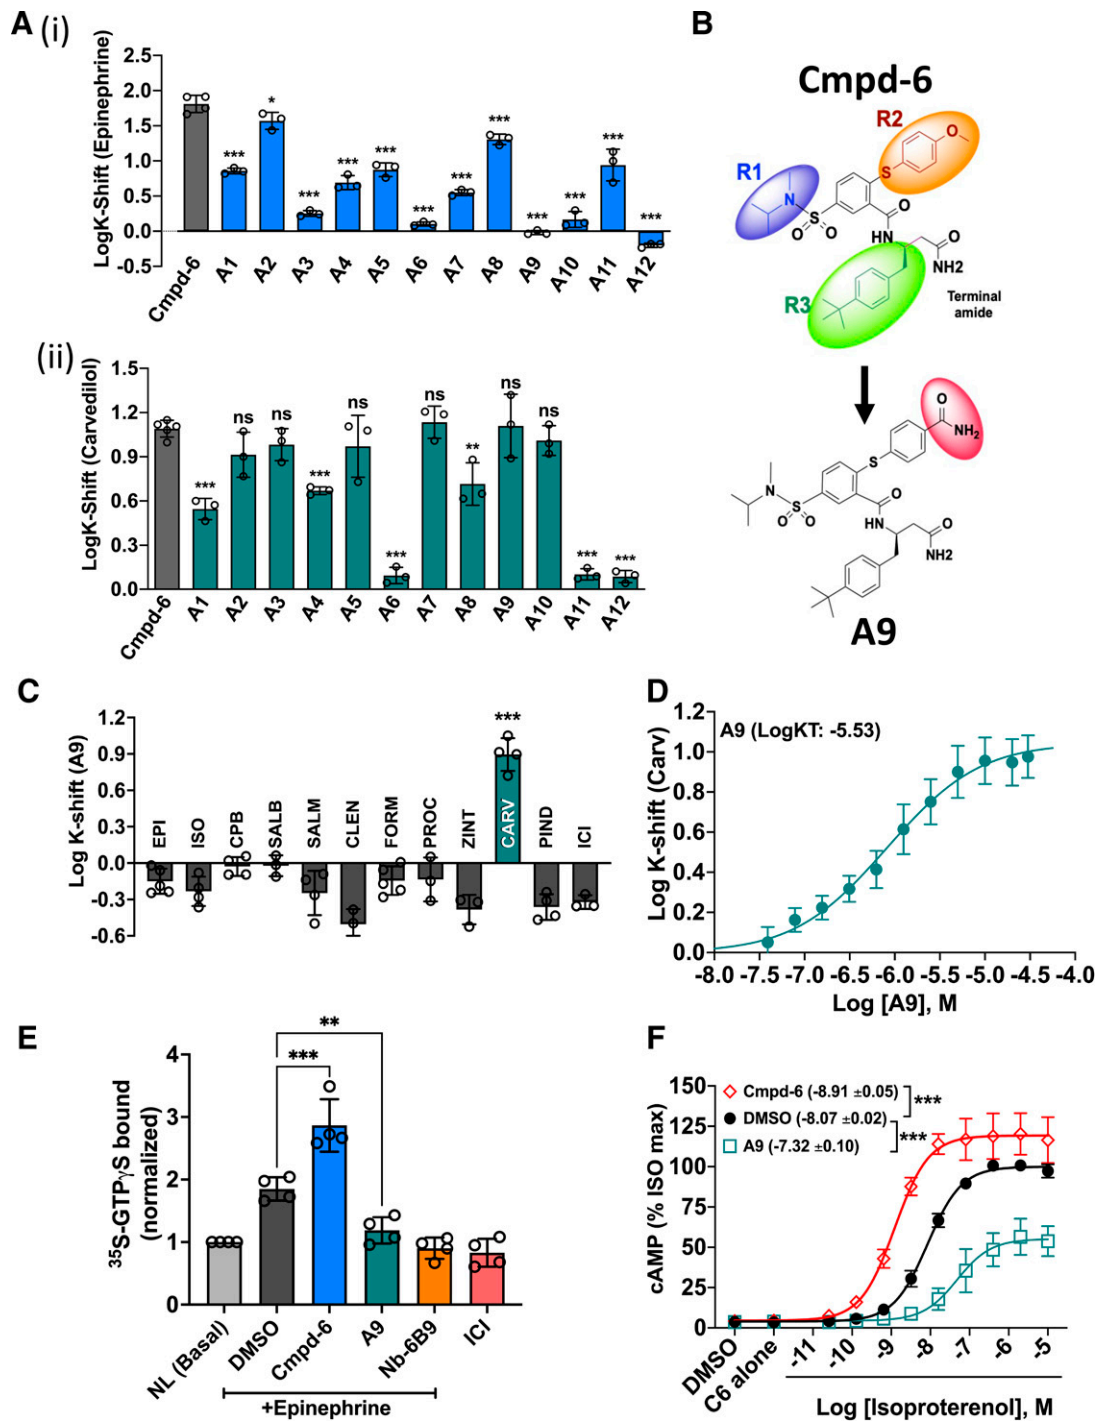 A (i)
LogK-Shift (Epinephrine)
2.5
2.0
1.5
1.0
0.5
0.0
-0.5
*** * *** *** *** *** *** *** *** *** *** ***
Cmpd-6 A1 A2 A3 A4 A5 A6 A7 A8 A9 A10 A11 A12
(ii)
LogK-Shift (Carvedilol)
1.5
1.2
0.9
0.6
0.3
0.0
*** ns ns *** ns *** ns ** ns ns *** ***
Cmpd-6 A1 A2 A3 A4 A5 A6 A7 A8 A9 A10 A11 A12
B
Cmpd-6
R2
R1
R3
S
O
N
S
O O
O
HN
O
NH2
Terminal
amide
O
NH2
S
N
S
O O
O
HN
O
NH2
A9
C
Log K-shift (A9)
1.2
0.9
0.6
0.3
0.0
-0.3
-0.6
***
EPI ISO CPB SALB SALM CLEN FORM PROC ZINT CARV PIND ICI
D
A9 (LogKT: -5.53)
Log K-shift (Carv)
1.2
1.0
0.8
0.6
0.4
0.2
0.0
-8.0 -7.5 -7.0 -6.5 -6.0 -5.5 -5.0 -4.5 -4.0
Log [A9], M
E
35S-GTPγS bound
(normalized)
4
3
2
1
0
**
***
NL (Basal) DMSO Cmpd-6 A9 Nb-6B9 ICI
+Epinephrine
F
cAMP (% ISO max)
150
125
100
75
50
25
0
Cmpd-6 (-8.91 ±0.05)
***
DMSO (-8.07 ±0.02)
***
A9 (-7.32 ±0.10)
DMSO C6 alone -11 -10 -9 -8 -7 -6 -5
Log [Isoproterenol], M